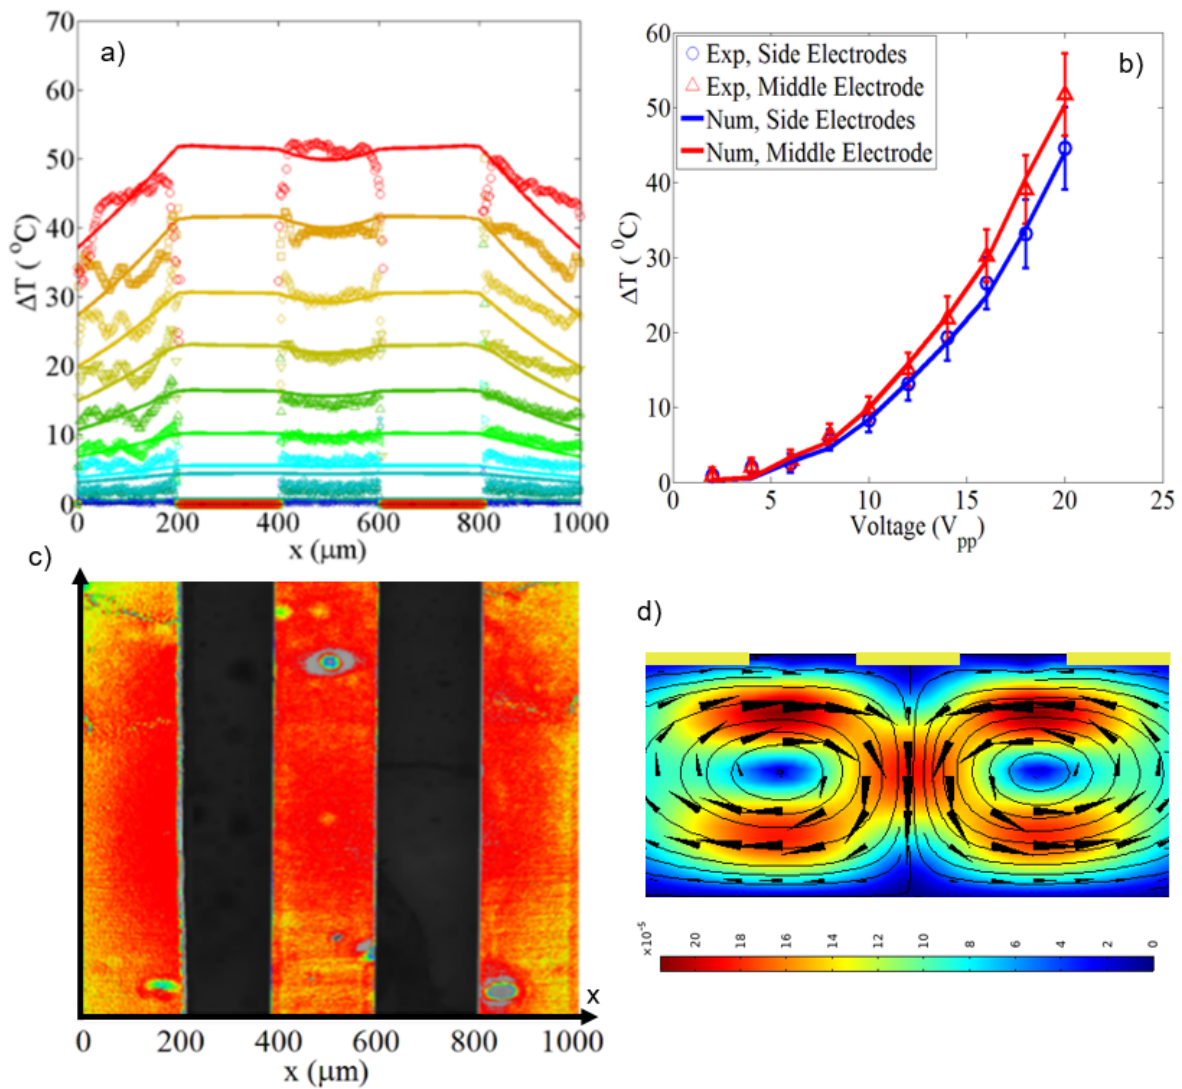 a)
70
60
50
40
30
20
10
0
ΔT ( °C)
0 200 400 600 800 1000
x (μm)
b)
Exp, Side Electrodes
Exp, Middle Electrode
Num, Side Electrodes
Num, Middle Electrode
60
50
40
30
20
10
0
ΔT ( °C)
0 5 10 15 20 25
Voltage (Vpp)
c)
x
0 200 400 600 800 1000
x (μm)
d)
x10-5 20 18 16 14 12 10 8 6 4 2 0